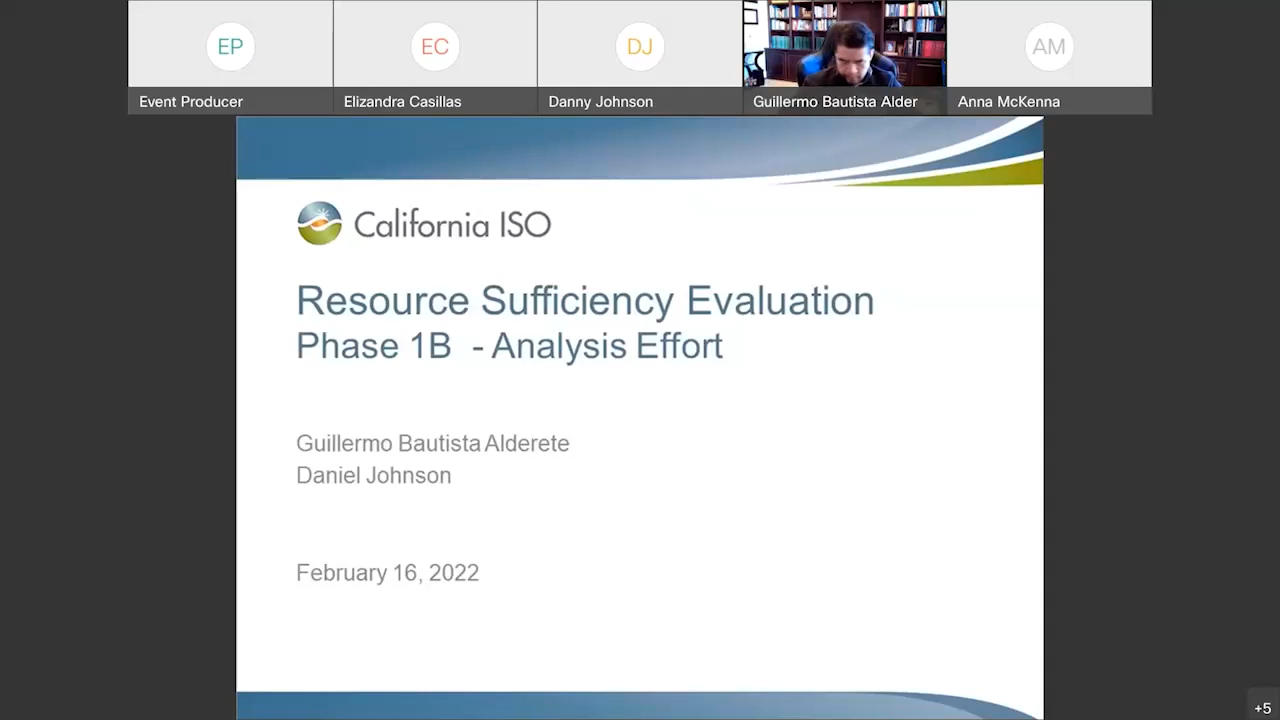 EP
EC
DJ
AM
Event Producer
Elizandra Casillas
Danny Johnson
Guillermo Bautista Alder
Anna McKenna
California ISO
Resource Sufficiency Evaluation
Phase 1B - Analysis Effort
Guillermo Bautista Alderete
Daniel Johnson
February 16, 2022
+5